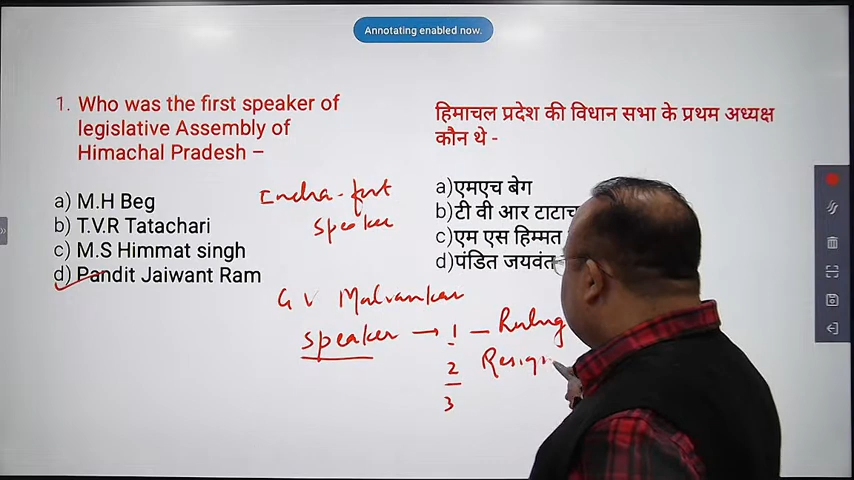 Annotating enabled now.
1. Who was the first speaker of
legislative Assembly of
Himachal Pradesh –
a) M.H Beg
b) T.V.R Tatachari
c) M.S Himmat singh
d) Pandit Jaiwant Ram
हिमाचल प्रदेश की विधान सभा के प्रथम अध्यक्ष
कौन थे -
a)एमएच बेग
b)टी वी आर टाटाच
c)एम एस हिम्मत
d)पंडित जयवंत
speaker
G V Malvankar
speaker → 1 – Ruling
2 Resign
3